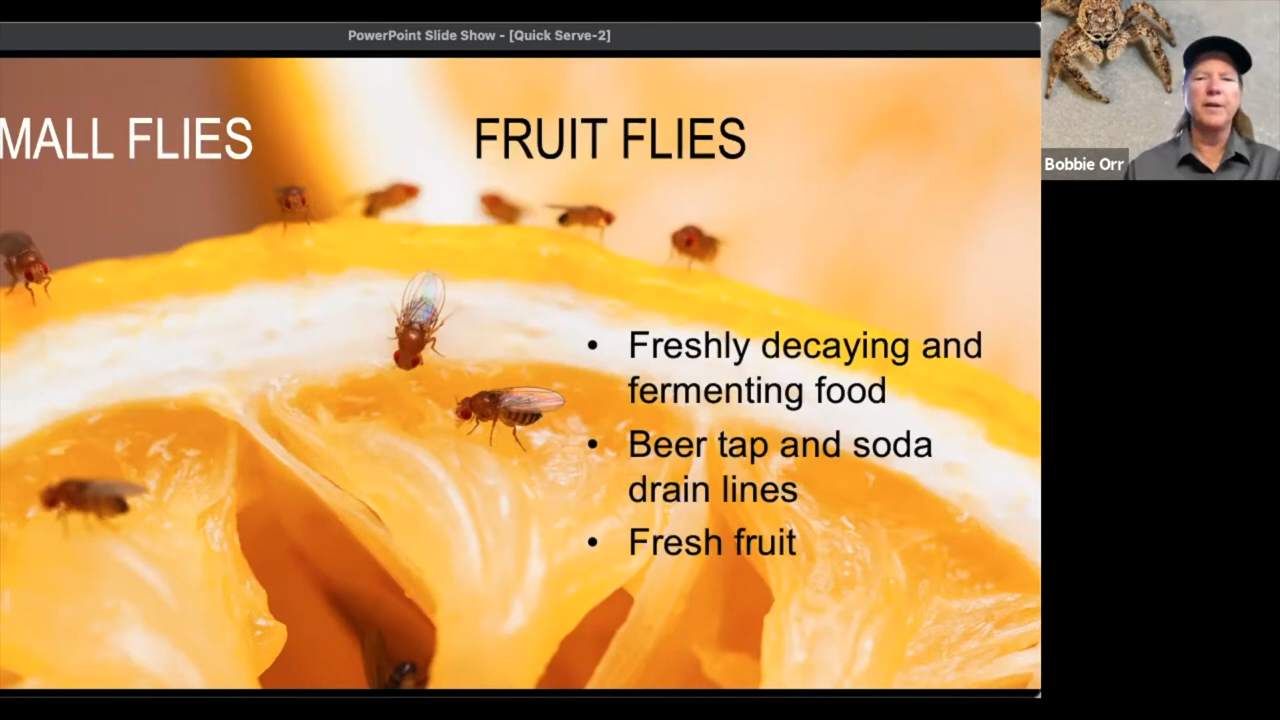 PowerPoint Slide Show - [Quick Serve-2]
MALL FLIES
FRUIT FLIES
• Freshly decaying and
fermenting food
• Beer tap and soda
drain lines
• Fresh fruit
Bobbie Orr